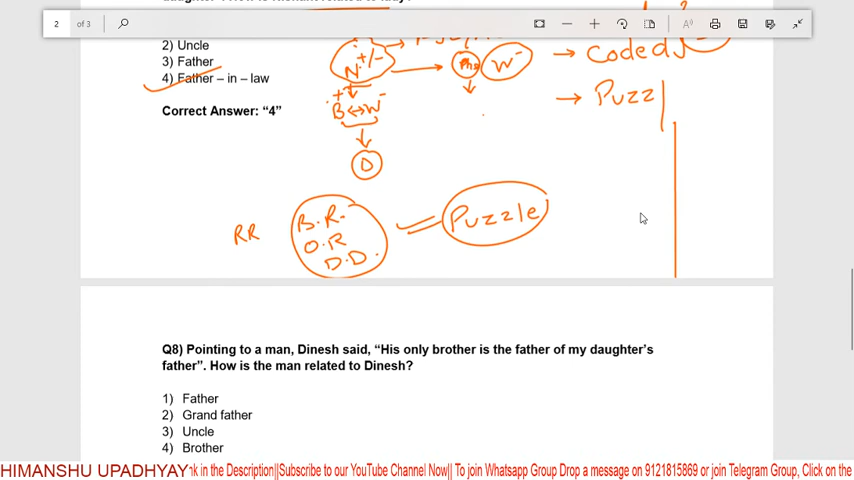 2
of 3
2) Uncle
3) Father
4) Father – in – law
Correct Answer: “4”
N +/-
W -
→ Coded
→ Puzz
+ B ↔ W -
D
RR
B.R.
O.R
D.D.
= Puzzle
Q8) Pointing to a man, Dinesh said, “His only brother is the father of my daughter’s
father”. How is the man related to Dinesh?
1) Father
2) Grand father
3) Uncle
4) Brother
HIMANSHU UPADHYAY
nk in the Description||Subscribe to our YouTube Channel Now|| To join Whatsapp Group Drop a message on 9121815869 or join Telegram Group, Click on the